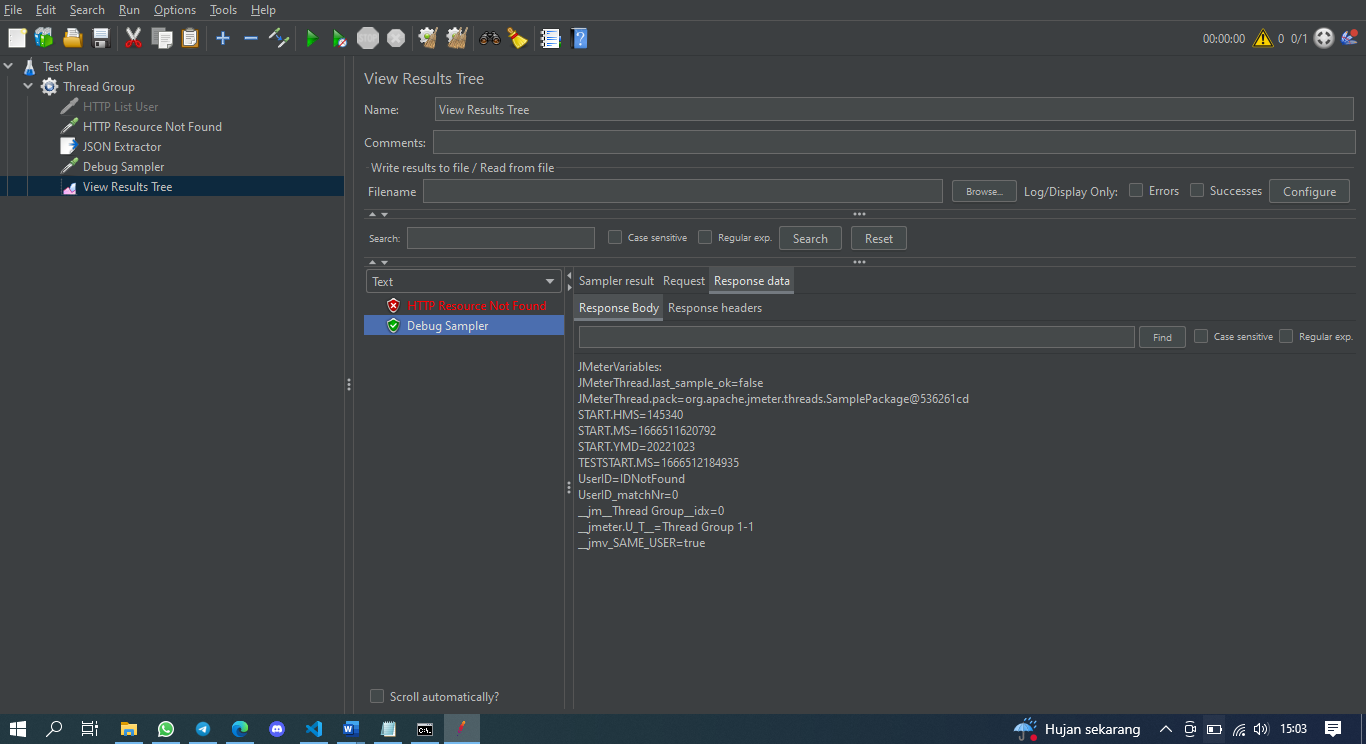 File Edit Search Run Options Tools Help
00:00:00 0 0/1
Test Plan
Thread Group
HTTP List User
HTTP Resource Not Found
JSON Extractor
Debug Sampler
View Results Tree
View Results Tree
Name: View Results Tree
Comments:
Write results to file / Read from file
Filename Browse... Log/Display Only: Errors Successes Configure
Search: Case sensitive Regular exp. Search Reset
Text
HTTP Resource Not Found
Debug Sampler
Scroll automatically?
Sampler result Request Response data
Response Body Response headers
Find Case sensitive Regular exp.
JMeterVariables:
JMeterThread.last_sample_ok=false
JMeterThread.pack=org.apache.jmeter.threads.SamplePackage@536261cd
START.HMS=145340
START.MS=1666511620792
START.YMD=20221023
TESTSTART.MS=1666512184935
UserID=IDNotFound
UserID_matchNr=0
__jm__Thread Group__idx=0
__jmeter.U_T__=Thread Group 1-1
__jmv_SAME_USER=true
Hujan sekarang 15:03